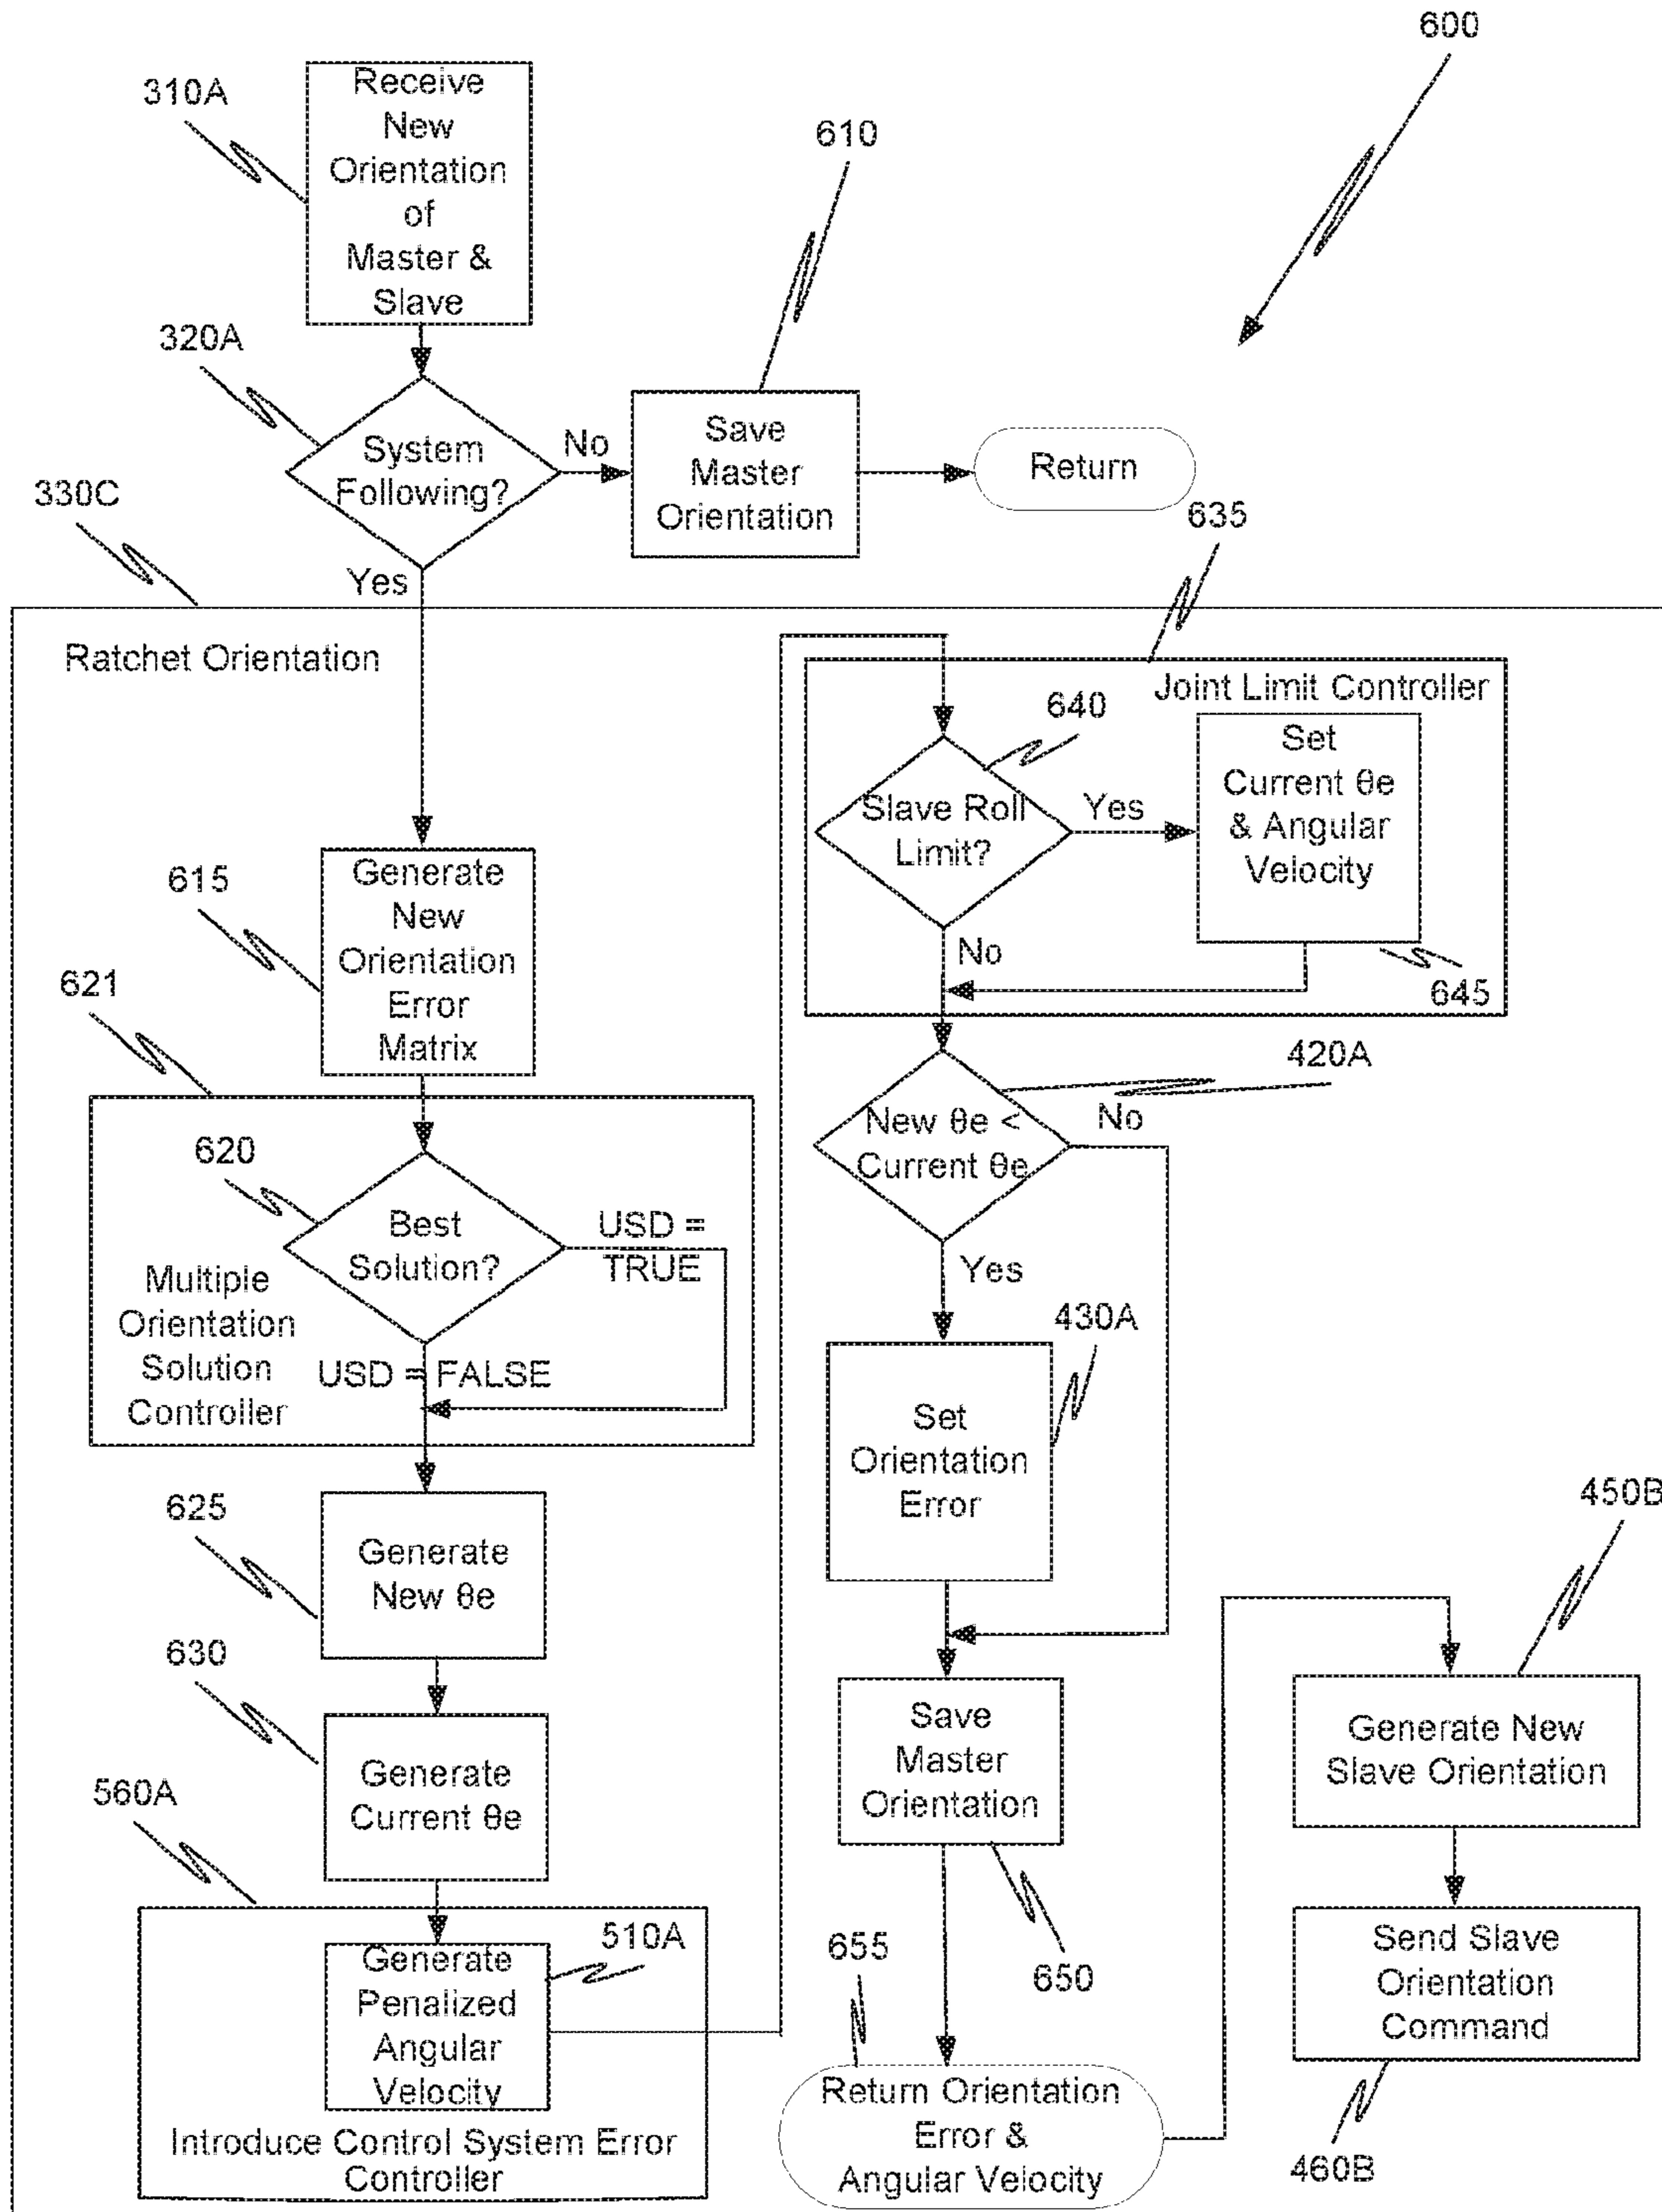 600
310A
Receive
New
Orientation
of
Master &
Slave
610
320A
System
Following?
No
Save
Master
Orientation
Return
Yes
330C
635
Ratchet Orientation
Joint Limit Controller
640
Slave Roll
Limit?
Yes
Set
Current θe
& Angular
Velocity
No
645
615
Generate
New
Orientation
Error
Matrix
621
620
Best
Solution?
USD =
TRUE
Multiple
Orientation
Solution
Controller
USD = FALSE
625
Generate
New θe
630
Generate
Current θe
560A
510A
Generate
Penalized
Angular
Velocity
Introduce Control System Error
Controller
420A
New θe <
Current θe
No
Yes
430A
Set
Orientation
Error
Save
Master
Orientation
650
655
Return Orientation
Error &
Angular Velocity
450B
Generate New
Slave Orientation
Send Slave
Orientation
Command
460B